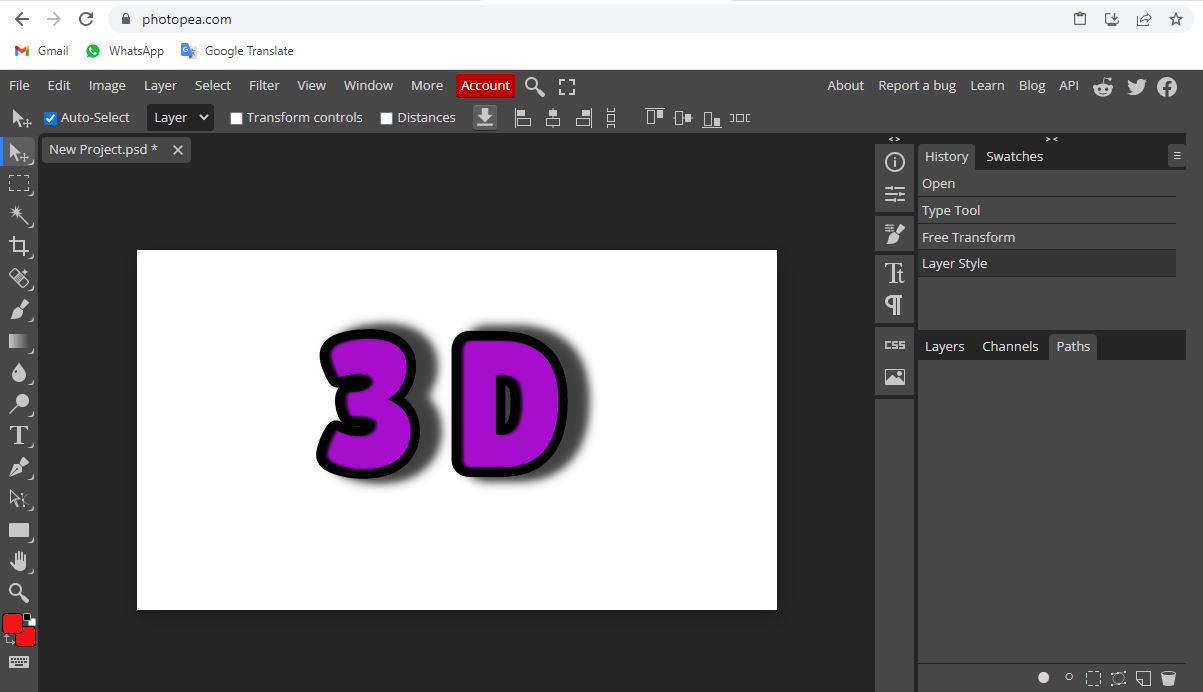 photopea.com
Gmail WhatsApp Google Translate
File Edit Image Layer Select Filter View Window More Account About Report a bug Learn Blog API
Auto-Select Layer Transform controls Distances
New Project.psd *
History Swatches
Open
Type Tool
Free Transform
Layer Style
CSS
Layers Channels Paths
3D